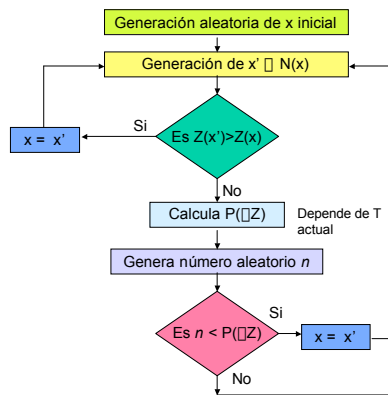 Generación aleatoria de x inicial
Generación de x' ▯ N(x)
Si
Es Z(x')>Z(x)
x = x'
No
Calcula P(▯Z)
Depende de T
actual
Genera número aleatorio n
Si
Es n < P(▯Z)
x = x'
No